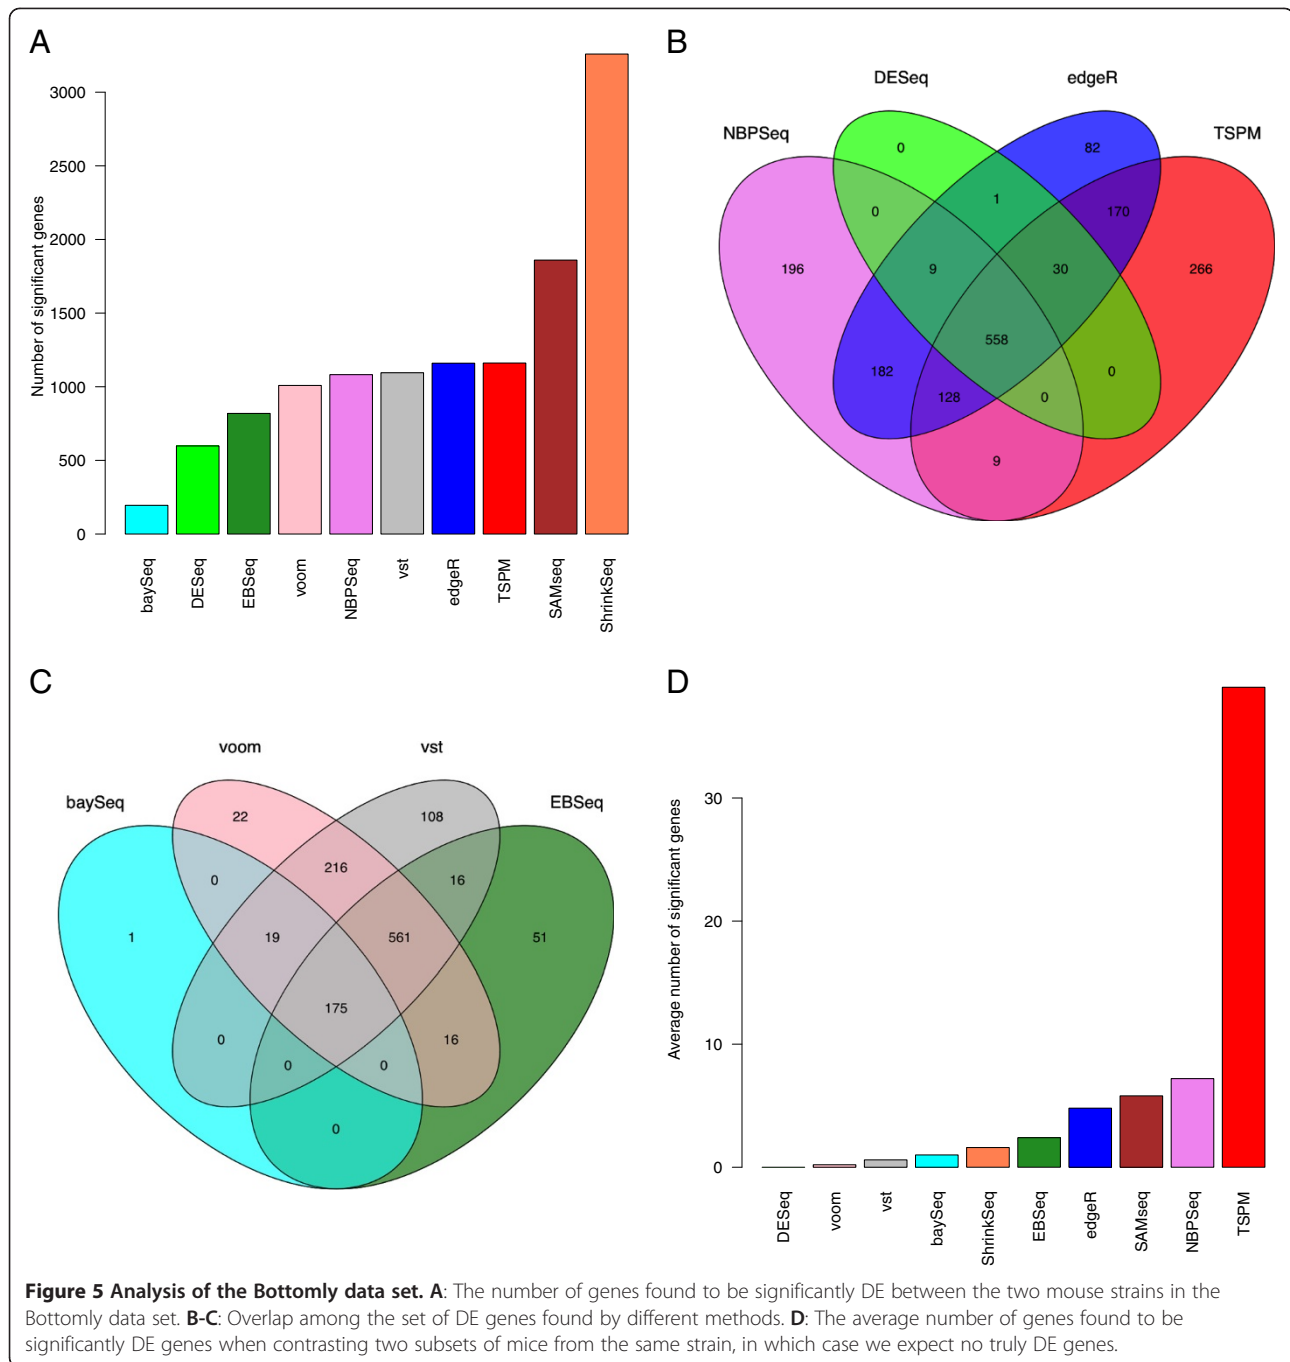 A
Number of significant genes
3000
2500
2000
1500
1000
500
0
baySeq
DESeq
EBSeq
voom
NBPSeq
vst
edgeR
TSPM
SAMseq
ShrinkSeq
B
DESeq
edgeR
NBPSeq
TSPM
0
82
0
1
170
196
9
30
266
558
182
0
128
0
9
C
voom
vst
baySeq
EBSeq
22
108
216
0
16
1
19
561
51
175
0
16
0
0
0
D
Average number of significant genes
30
20
10
0
DESeq
voom
vst
baySeq
ShrinkSeq
EBSeq
edgeR
SAMseq
NBPSeq
TSPM
Figure 5 Analysis of the Bottomly data set. A: The number of genes found to be significantly DE between the two mouse strains in the
Bottomly data set. B-C: Overlap among the set of DE genes found by different methods. D: The average number of genes found to be
significantly DE genes when contrasting two subsets of mice from the same strain, in which case we expect no truly DE genes.